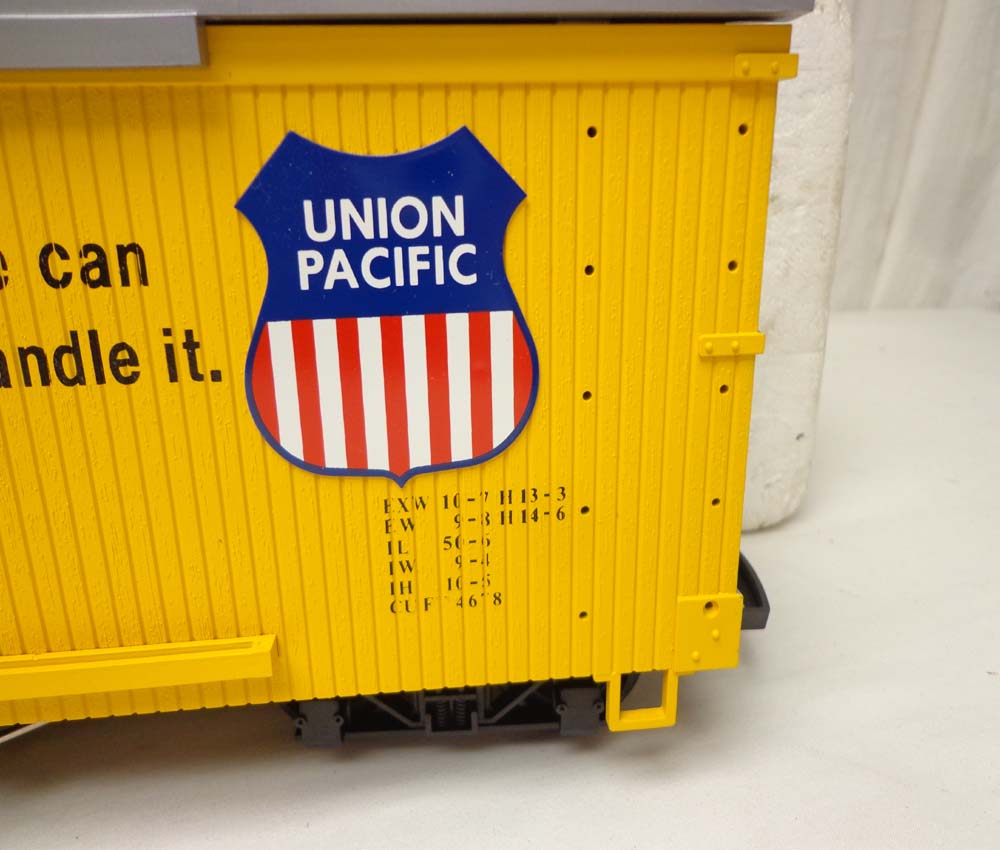 can
UNION
PACIFIC
andle it.
EXW 10-7 H 13-3
EW 9-8 H 14-6
IL 50-6
IW 9-4
IH 10-5
CU FT 4678